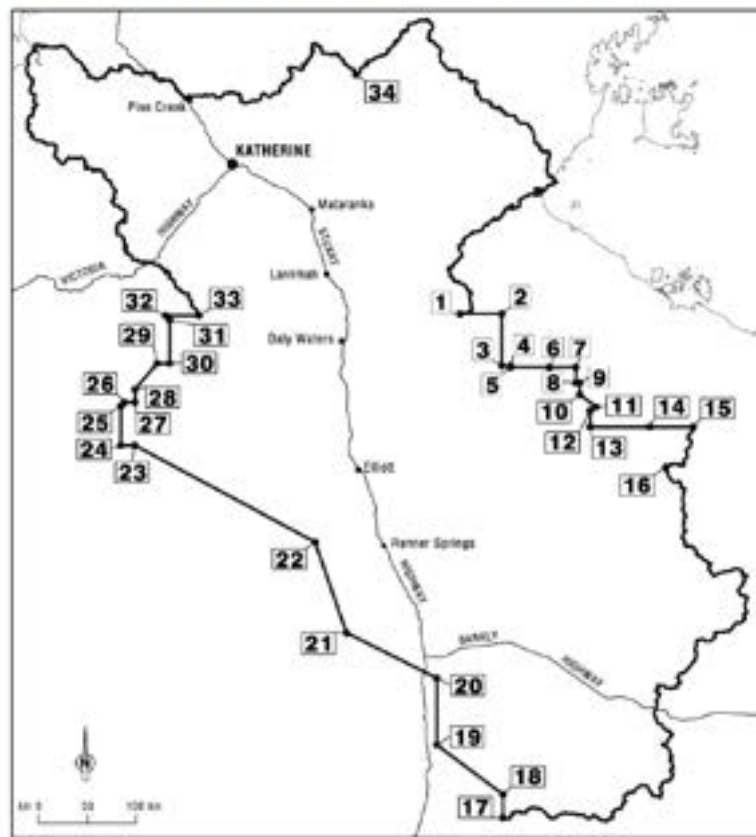 34
Pine Creek
KATHERINE
HIGHWAY
Mataranka
STUART
VICTORIA
Larrimah
32
33
1
2
31
29
Daly Waters
3
4
6
7
30
5
8
9
26
28
10
11
25
27
12
14
15
24
13
23
Elliott
16
22
Renner Springs
HIGHWAY
21
BARKLY
HIGHWAY
20
19
N
18
17
km 0 50 100 km